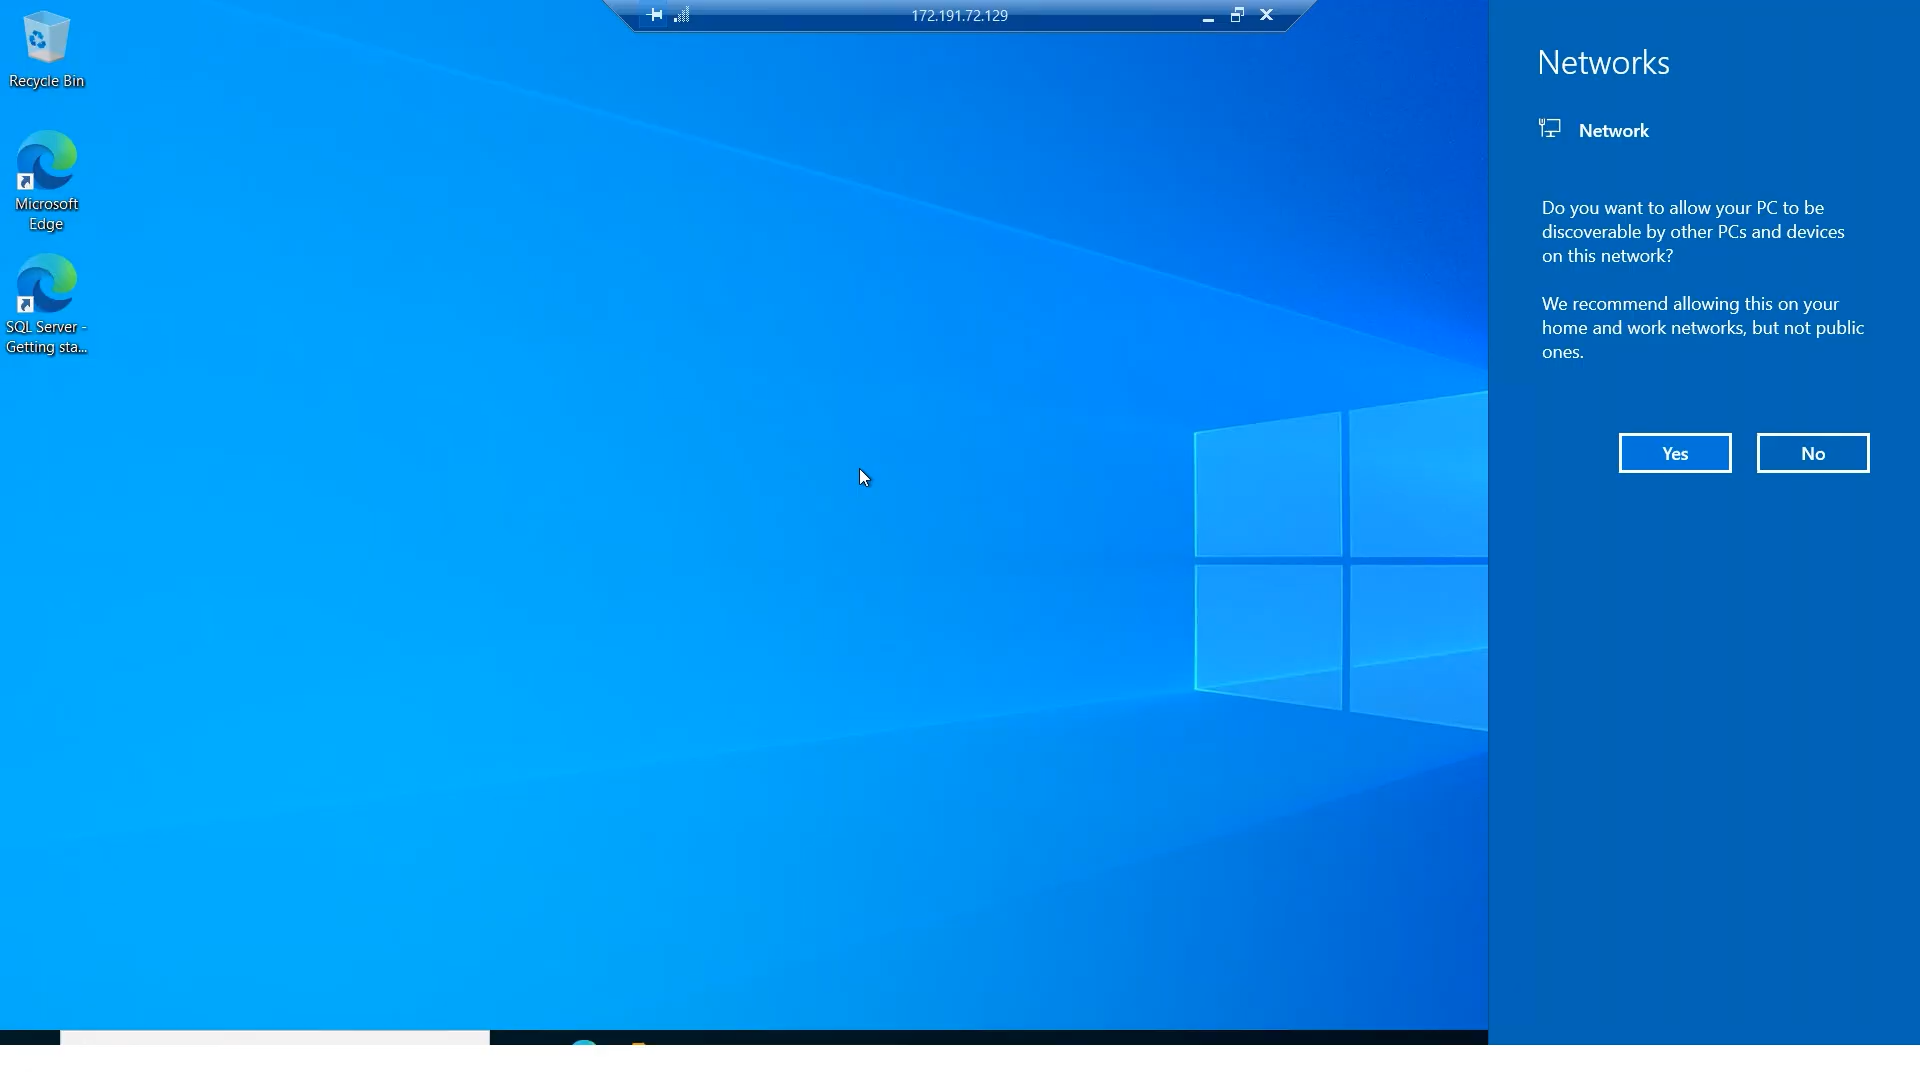 172.191.72.129
Recycle Bin
Microsoft
Edge
SQL Server -
Getting sta...
Networks
Network
Do you want to allow your PC to be
discoverable by other PCs and devices
on this network?
We recommend allowing this on your
home and work networks, but not public
ones.
Yes
No